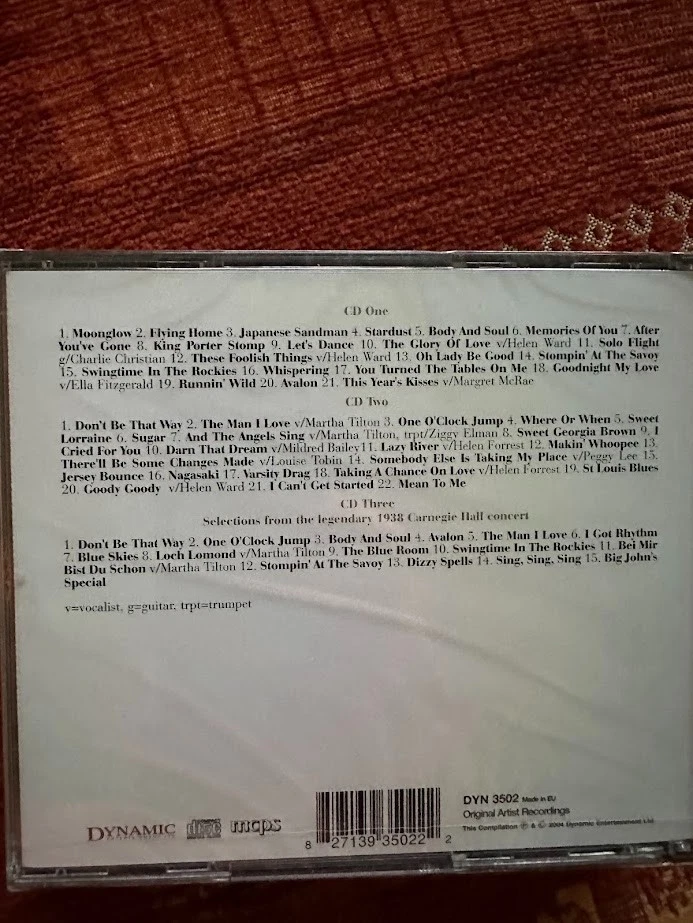 CD One
1. Moonglow 2. Flying Home 3. Japanese Sandman 4. Stardust 5. Body And Soul 6. Memories Of You 7. After
You've Gone 8. King Porter Stomp 9. Let's Dance 10. The Glory Of Love v/Helen Ward 11. Solo Flight
g/Charlie Christian 12. These Foolish Things v/Helen Ward 13. Oh Lady Be Good 14. Stompin' At The Savoy
15. Swingtime In The Rockies 16. Whispering 17. You Turned The Tables On Me 18. Goodnight My Love
v/Ella Fitzgerald 19. Runnin' Wild 20. Avalon 21. This Year's Kisses v/Margret McRae
CD Two
1. Don't Be That Way 2. The Man I Love v/Martha Tilton 3. One O'Clock Jump 4. Where Or When 5. Sweet
Lorraine 6. Sugar 7. And The Angels Sing v/Martha Tilton, trpt/Ziggy Elman 8. Sweet Georgia Brown 9. I
Cried For You 10. Darn That Dream v/Mildred Bailey11. Lazy River v/Helen Forrest 12. Makin' Whoopee 13.
There'll Be Some Changes Made v/Louise Tobin 14. Somebody Else Is Taking My Place v/Peggy Lee 15.
Jersey Bounce 16. Nagasaki 17. Varsity Drag 18. Taking A Chance On Love v/Helen Forrest 19. St Louis Blues
20. Goody Goody v/Helen Ward 21. I Can't Get Started 22. Mean To Me
CD Three
Selections from the legendary 1938 Carnegie Hall concert
1. Don't Be That Way 2. One O'Clock Jump 3. Body And Soul 4. Avalon 5. The Man I Love 6. I Got Rhythm
7. Blue Skies 8. Loch Lomond v/Martha Tilton 9. The Blue Room 10. Swingtime In The Rockies 11. Bei Mir
Bist Du Schon v/Martha Tilton 12. Stompin' At The Savoy 13. Dizzy Spells 14. Sing, Sing, Sing 15. Big John's
Special
v=vocalist, g=guitar, trpt=trumpet
DYNAMIC
disc
mcps
8 27139 35022 2
DYN 3502 Made in EU
Original Artist Recordings
This Compilation ℗ & © 2004 Dynamic Entertainment Ltd